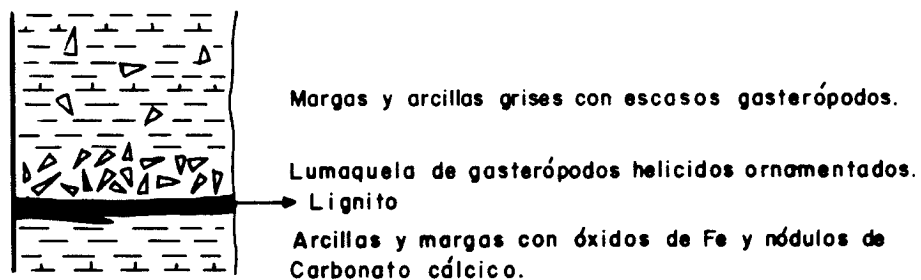 Margas y arcillas grises con escasos gasterópodos.
Lumaquela de gasterópodos helicidos ornamentados.
Lignito
Arcillas y margas con óxidos de Fe y nódulos de
Carbonato cálcico.